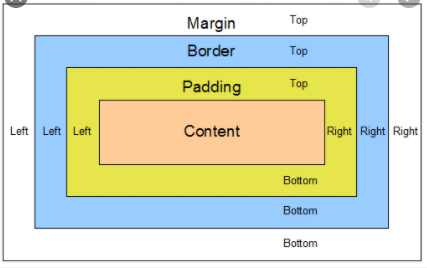 Margin Top
Border Top
Padding Top
Left Left Left Content Right Right Right
Bottom
Bottom
Bottom